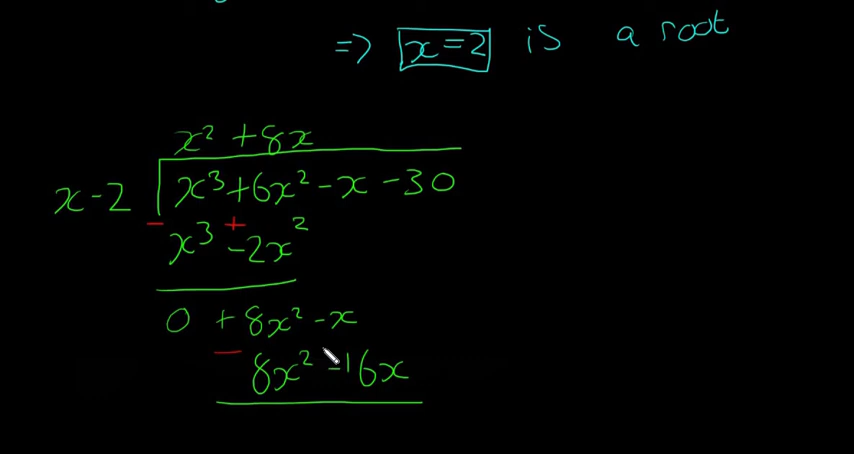 => x=2 is a root
x² + 8x
x - 2 x³ + 6x² - x - 30
- +
x³ - 2x²
0 + 8x² - x
-
8x² - 16x